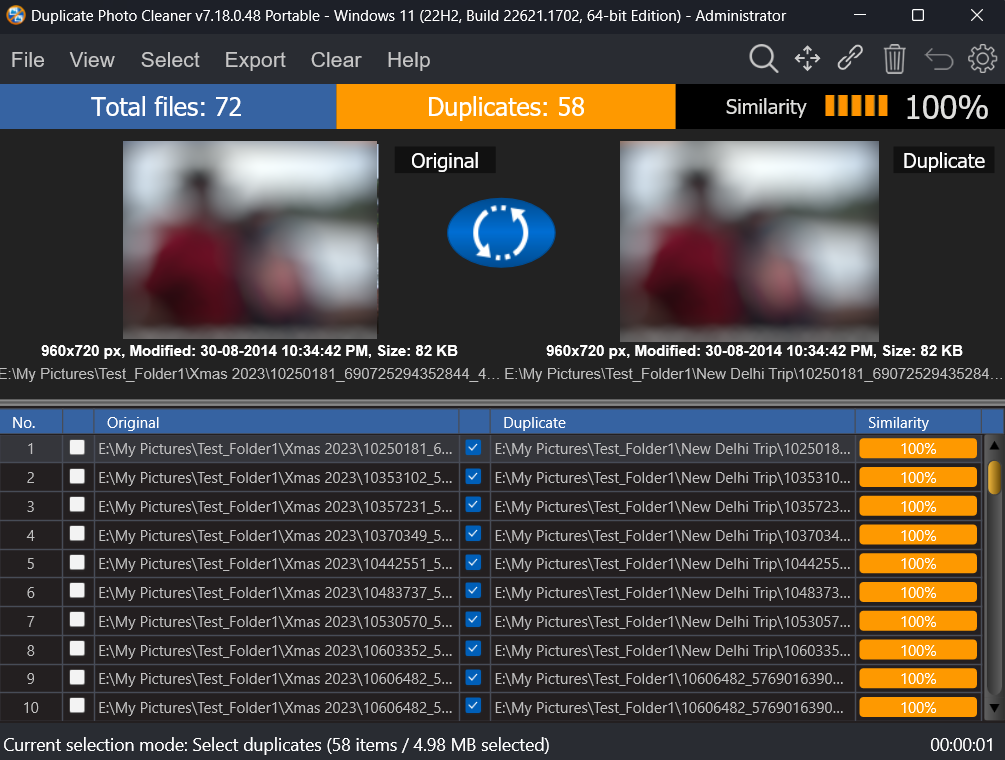 Duplicate Photo Cleaner v7.18.0.48 Portable - Windows 11 (22H2, Build 22621.1702, 64-bit Edition) - Administrator
File View Select Export Clear Help
Total files: 72 Duplicates: 58 Similarity 100%
Original Duplicate
960x720 px, Modified: 30-08-2014 10:34:42 PM, Size: 82 KB 960x720 px, Modified: 30-08-2014 10:34:42 PM, Size: 82 KB
E:\My Pictures\Test_Folder1\Xmas 2023\10250181_690725294352844_4... E:\My Pictures\Test_Folder1\New Delhi Trip\10250181_69072529435284...
No. Original Duplicate Similarity
1 E:\My Pictures\Test_Folder1\Xmas 2023\10250181_6... E:\My Pictures\Test_Folder1\New Delhi Trip\1025018... 100%
2 E:\My Pictures\Test_Folder1\Xmas 2023\10353102_5... E:\My Pictures\Test_Folder1\New Delhi Trip\1035310... 100%
3 E:\My Pictures\Test_Folder1\Xmas 2023\10357231_5... E:\My Pictures\Test_Folder1\New Delhi Trip\1035723... 100%
4 E:\My Pictures\Test_Folder1\Xmas 2023\10370349_5... E:\My Pictures\Test_Folder1\New Delhi Trip\1037034... 100%
5 E:\My Pictures\Test_Folder1\Xmas 2023\10442551_5... E:\My Pictures\Test_Folder1\New Delhi Trip\1044255... 100%
6 E:\My Pictures\Test_Folder1\Xmas 2023\10483737_5... E:\My Pictures\Test_Folder1\New Delhi Trip\1048373... 100%
7 E:\My Pictures\Test_Folder1\Xmas 2023\10530570_5... E:\My Pictures\Test_Folder1\New Delhi Trip\1053057... 100%
8 E:\My Pictures\Test_Folder1\Xmas 2023\10603352_5... E:\My Pictures\Test_Folder1\New Delhi Trip\1060335... 100%
9 E:\My Pictures\Test_Folder1\Xmas 2023\10606482_5... E:\My Pictures\Test_Folder1\10606482_5769016390... 100%
10 E:\My Pictures\Test_Folder1\Xmas 2023\10606482_5... E:\My Pictures\Test_Folder1\10606482_5769016390... 100%
Current selection mode: Select duplicates (58 items / 4.98 MB selected) 00:00:01